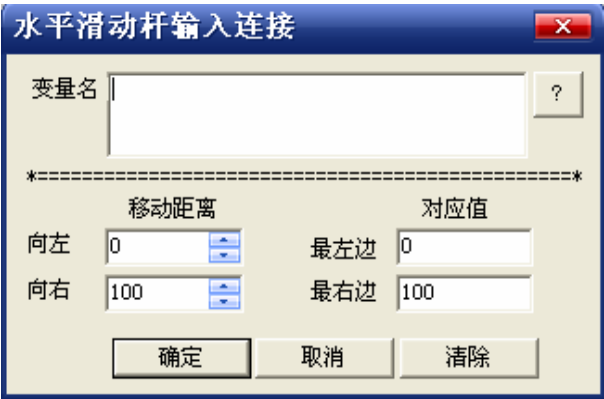 水平滑动杆输入连接
变量名 ?
*==============================================*
移动距离 对应值
向左 0 最左边 0
向右 100 最右边 100
确定 取消 清除